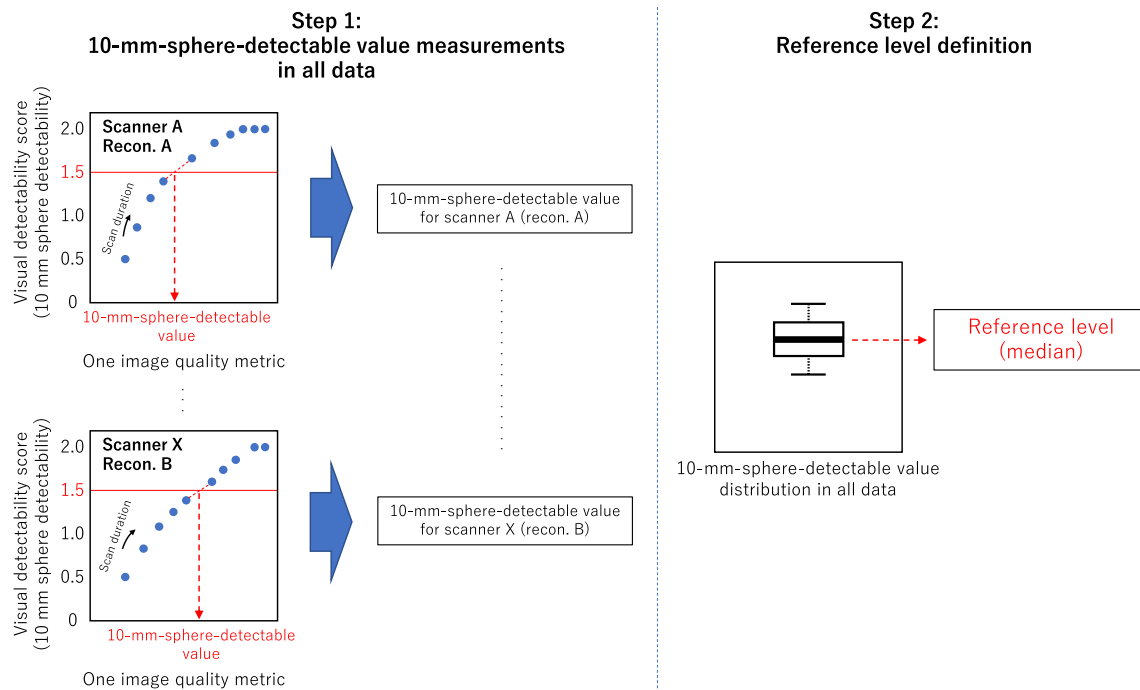 Step 1:
10-mm-sphere-detectable value measurements
in all data
Visual detectability score
(10 mm sphere detectability)
2.0
1.5
1.0
0.5
0
Scanner A
Recon. A
Scan duration
10-mm-sphere-detectable
value
One image quality metric
10-mm-sphere-detectable value
for scanner A (recon. A)
Visual detectability score
(10 mm sphere detectability)
2.0
1.5
1.0
0.5
0
Scanner X
Recon. B
Scan duration
10-mm-sphere-detectable
value
One image quality metric
10-mm-sphere-detectable value
for scanner X (recon. B)
Step 2:
Reference level definition
Reference level
(median)
10-mm-sphere-detectable value
distribution in all data